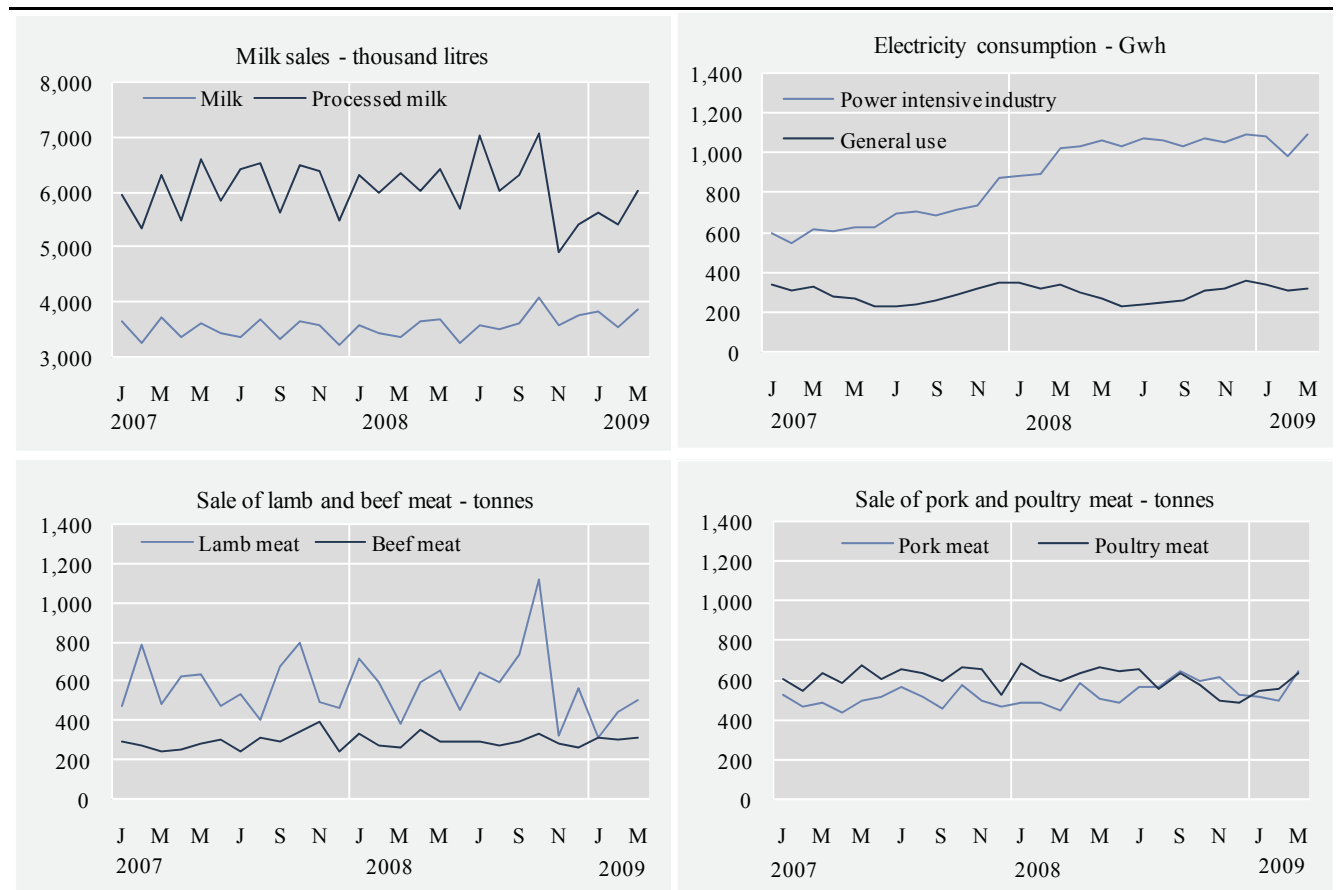 Milk sales - thousand litres
8,000
Milk Processed milk
7,000
6,000
5,000
4,000
3,000
J M M J S N J M M J S N J M
2007 2008 2009
Electricity consumption - Gwh
1,400
Power intensive industry
1,200
General use
1,000
800
600
400
200
0
J M M J S N J M M J S N J M
2007 2008 2009
Sale of lamb and beef meat - tonnes
1,400
Lamb meat Beef meat
1,200
1,000
800
600
400
200
0
J M M J S N J M M J S N J M
2007 2008 2009
Sale of pork and poultry meat - tonnes
1,400
Pork meat Poultry meat
1,200
1,000
800
600
400
200
0
J M M J S N J M M J S N J M
2007 2008 2009